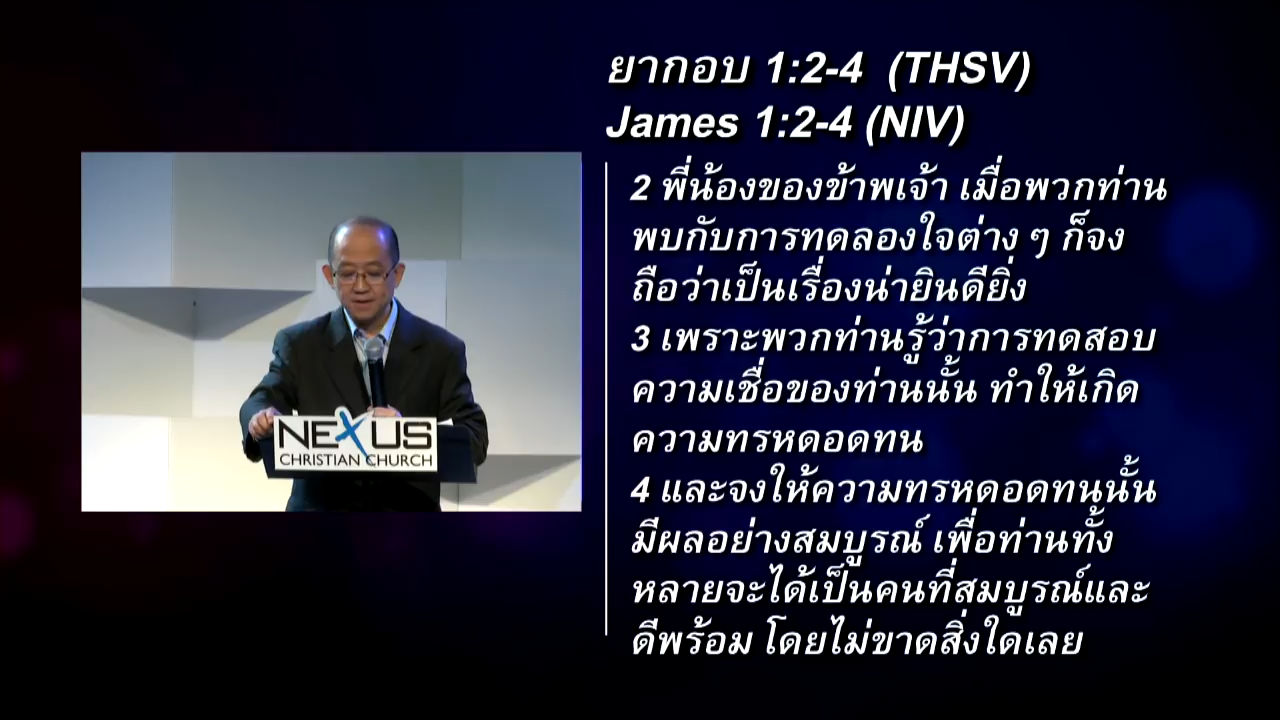 ยากอบ 1:2-4 (THSV)
James 1:2-4 (NIV)
2 พี่น้องของข้าพเจ้า เมื่อพวกท่าน
พบกับการทดลองใจต่าง ๆ ก็จง
ถือว่าเป็นเรื่องน่ายินดียิ่ง
3 เพราะพวกท่านรู้ว่าการทดสอบ
ความเชื่อของท่านนั้น ทำให้เกิด
ความทรหดอดทน
4 และจงให้ความทรหดอดทนนั้น
มีผลอย่างสมบูรณ์ เพื่อท่านทั้ง
หลายจะได้เป็นคนที่สมบูรณ์และ
ดีพร้อม โดยไม่ขาดสิ่งใดเลย
NEXUS
CHRISTIAN CHURCH